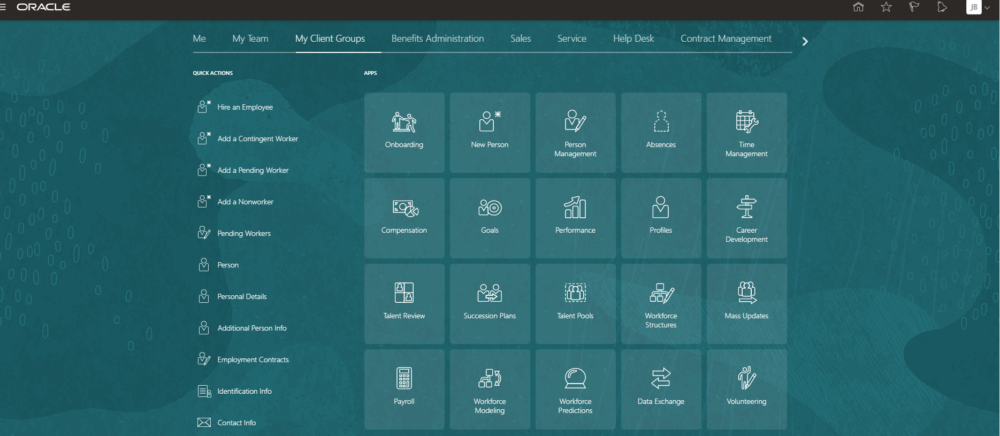 ORACLE
JB
Me
My Team
My Client Groups
Benefits Administration
Sales
Service
Help Desk
Contract Management
QUICK ACTIONS
Hire an Employee
Add a Contingent Worker
Add a Pending Worker
Add a Nonworker
Pending Workers
Person
Personal Details
Additional Person Info
Employment Contracts
Identification Info
Contact Info
APPS
Onboarding
New Person
Person
Management
Absences
Time
Management
Compensation
Goals
Performance
Profiles
Career
Development
Talent Review
Succession Plans
Talent Pools
Workforce
Structures
Mass Updates
Payroll
Workforce
Modeling
Workforce
Predictions
Data Exchange
Volunteering